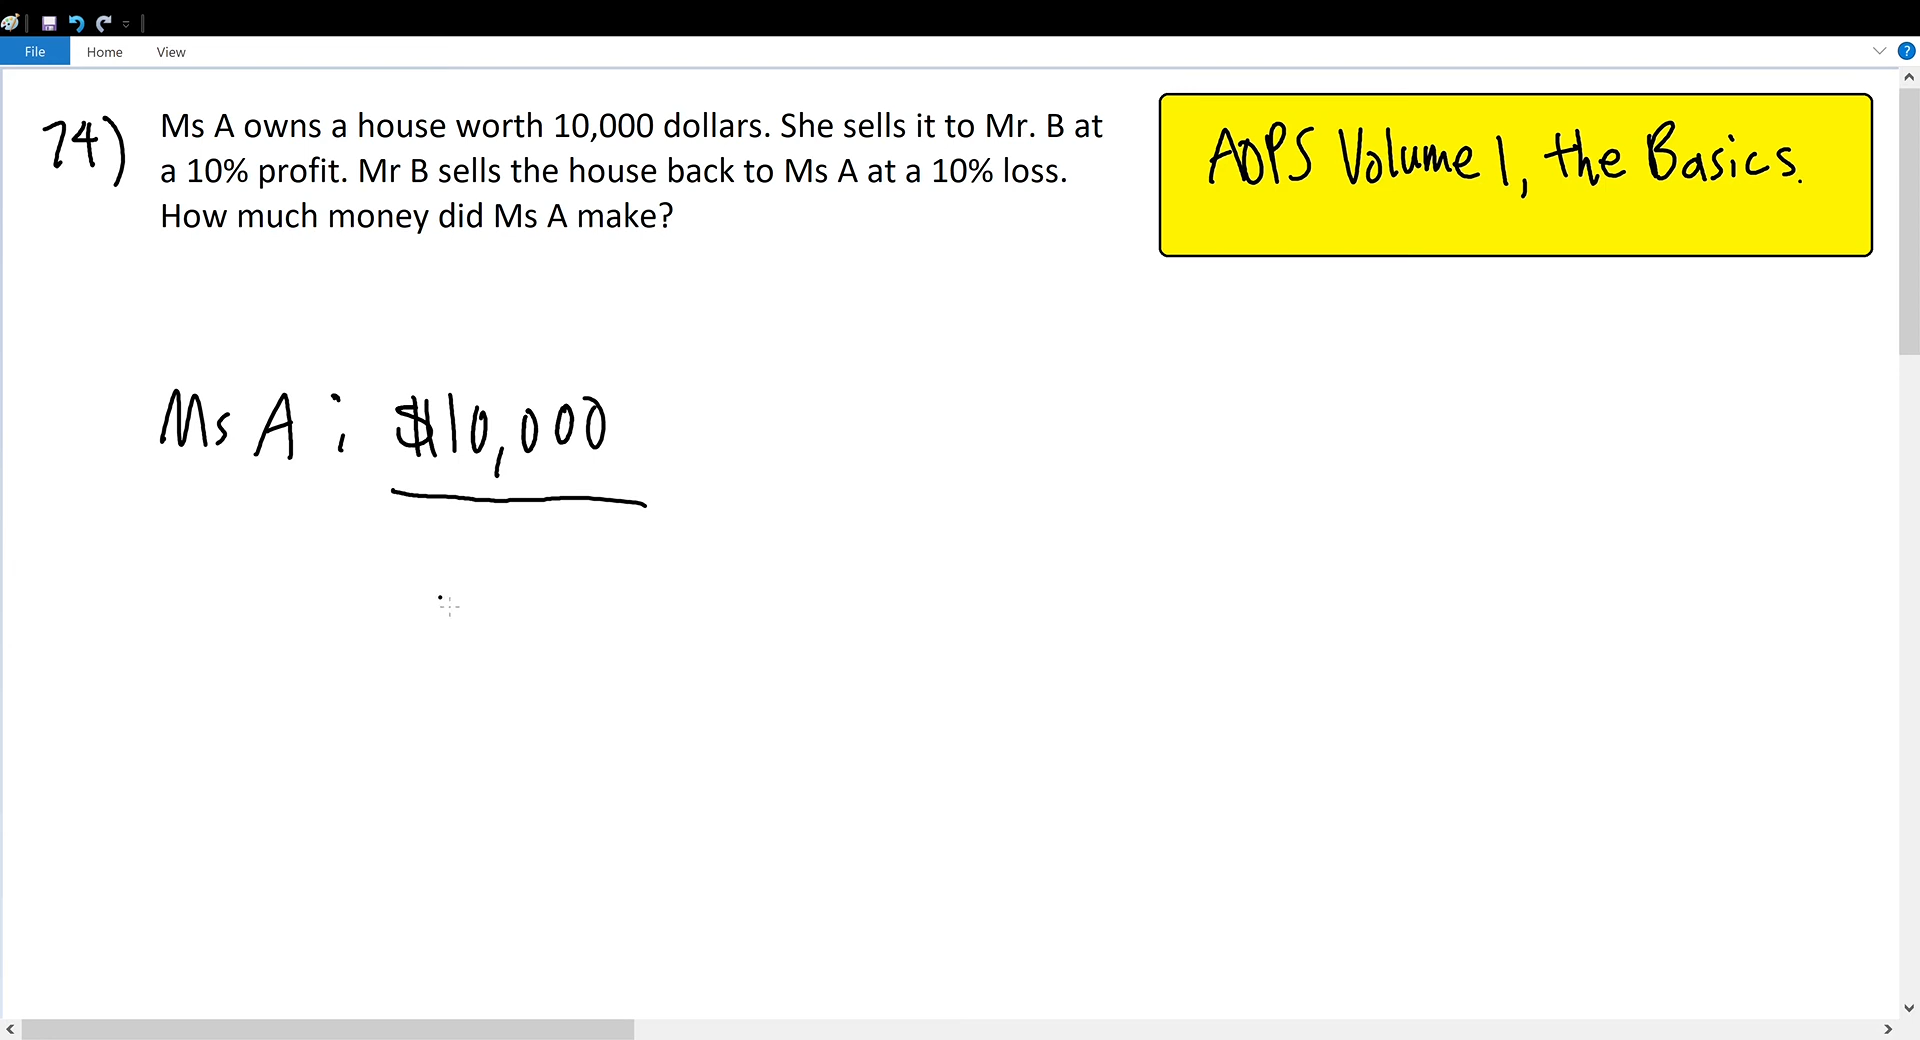 File Home View
74)
Ms A owns a house worth 10,000 dollars. She sells it to Mr. B at
a 10% profit. Mr B sells the house back to Ms A at a 10% loss.
How much money did Ms A make?
AOPS Volume 1, the Basics.
Ms A : $10,000